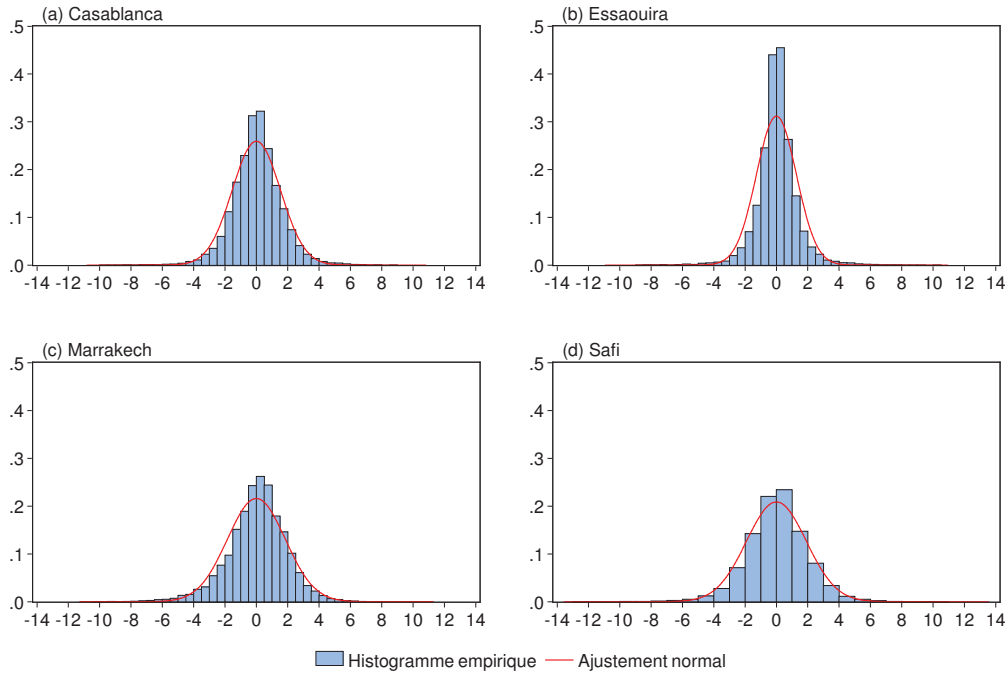 (a) Casablanca
.5
.4
.3
.2
.1
.0
-14 -12 -10 -8 -6 -4 -2 0 2 4 6 8 10 12 14
(b) Essaouira
.5
.4
.3
.2
.1
.0
-14 -12 -10 -8 -6 -4 -2 0 2 4 6 8 10 12 14
(c) Marrakech
.5
.4
.3
.2
.1
.0
-14 -12 -10 -8 -6 -4 -2 0 2 4 6 8 10 12 14
(d) Safi
.5
.4
.3
.2
.1
.0
-14 -12 -10 -8 -6 -4 -2 0 2 4 6 8 10 12 14
Histogramme empirique Ajustement normal